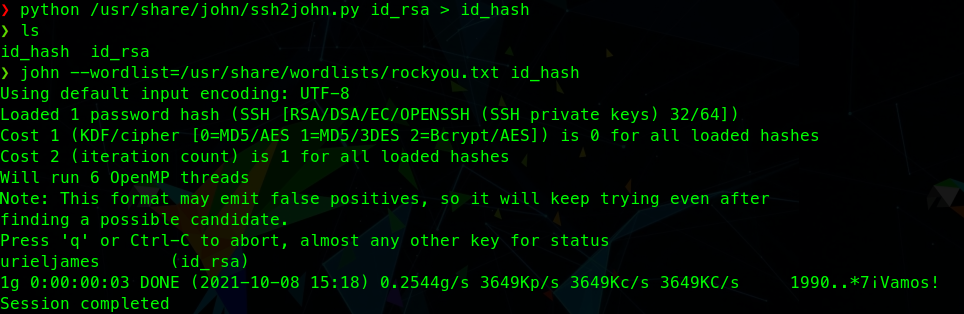 ❯ python /usr/share/john/ssh2john.py id_rsa > id_hash
❯ ls
id_hash  id_rsa
❯ john --wordlist=/usr/share/wordlists/rockyou.txt id_hash
Using default input encoding: UTF-8
Loaded 1 password hash (SSH [RSA/DSA/EC/OPENSSH (SSH private keys) 32/64])
Cost 1 (KDF/cipher [0=MD5/AES 1=MD5/3DES 2=Bcrypt/AES]) is 0 for all loaded hashes
Cost 2 (iteration count) is 1 for all loaded hashes
Will run 6 OpenMP threads
Note: This format may emit false positives, so it will keep trying even after
finding a possible candidate.
Press 'q' or Ctrl-C to abort, almost any other key for status
urieljames       (id_rsa)
1g 0:00:00:03 DONE (2021-10-08 15:18) 0.2544g/s 3649Kp/s 3649Kc/s 3649KC/s     1990..*7¡Vamos!
Session completed